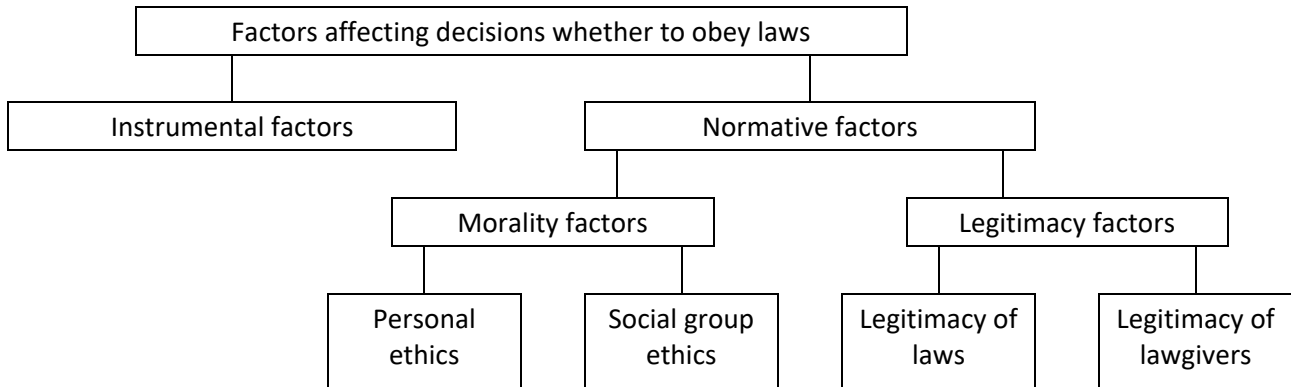 Factors affecting decisions whether to obey laws
Instrumental factors
Normative factors
Morality factors
Legitimacy factors
Personal
ethics
Social group
ethics
Legitimacy of
laws
Legitimacy of
lawgivers